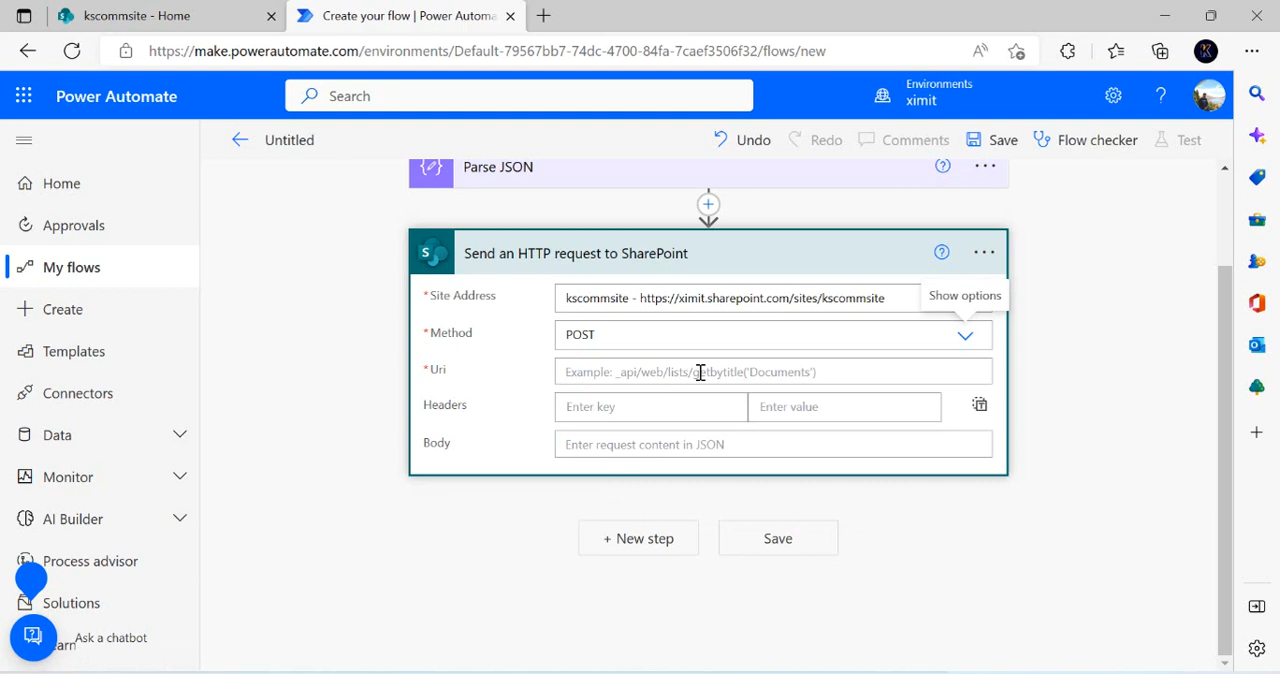 kscommsite - Home
Create your flow | Power Automa
https://make.powerautomate.com/environments/Default-79567bb7-74dc-4700-84fa-7caef3506f32/flows/new
Power Automate
Search
Environments
ximit
Untitled
Undo
Redo
Comments
Save
Flow checker
Test
Home
Approvals
My flows
Create
Templates
Connectors
Data
Monitor
AI Builder
Process advisor
Solutions
Ask a chatbot
Parse JSON
Send an HTTP request to SharePoint
* Site Address
kscommsite - https://ximit.sharepoint.com/sites/kscommsite
Show options
* Method
POST
* Uri
Example: _api/web/lists/getbytitle('Documents')
Headers
Enter key
Enter value
Body
Enter request content in JSON
+ New step
Save